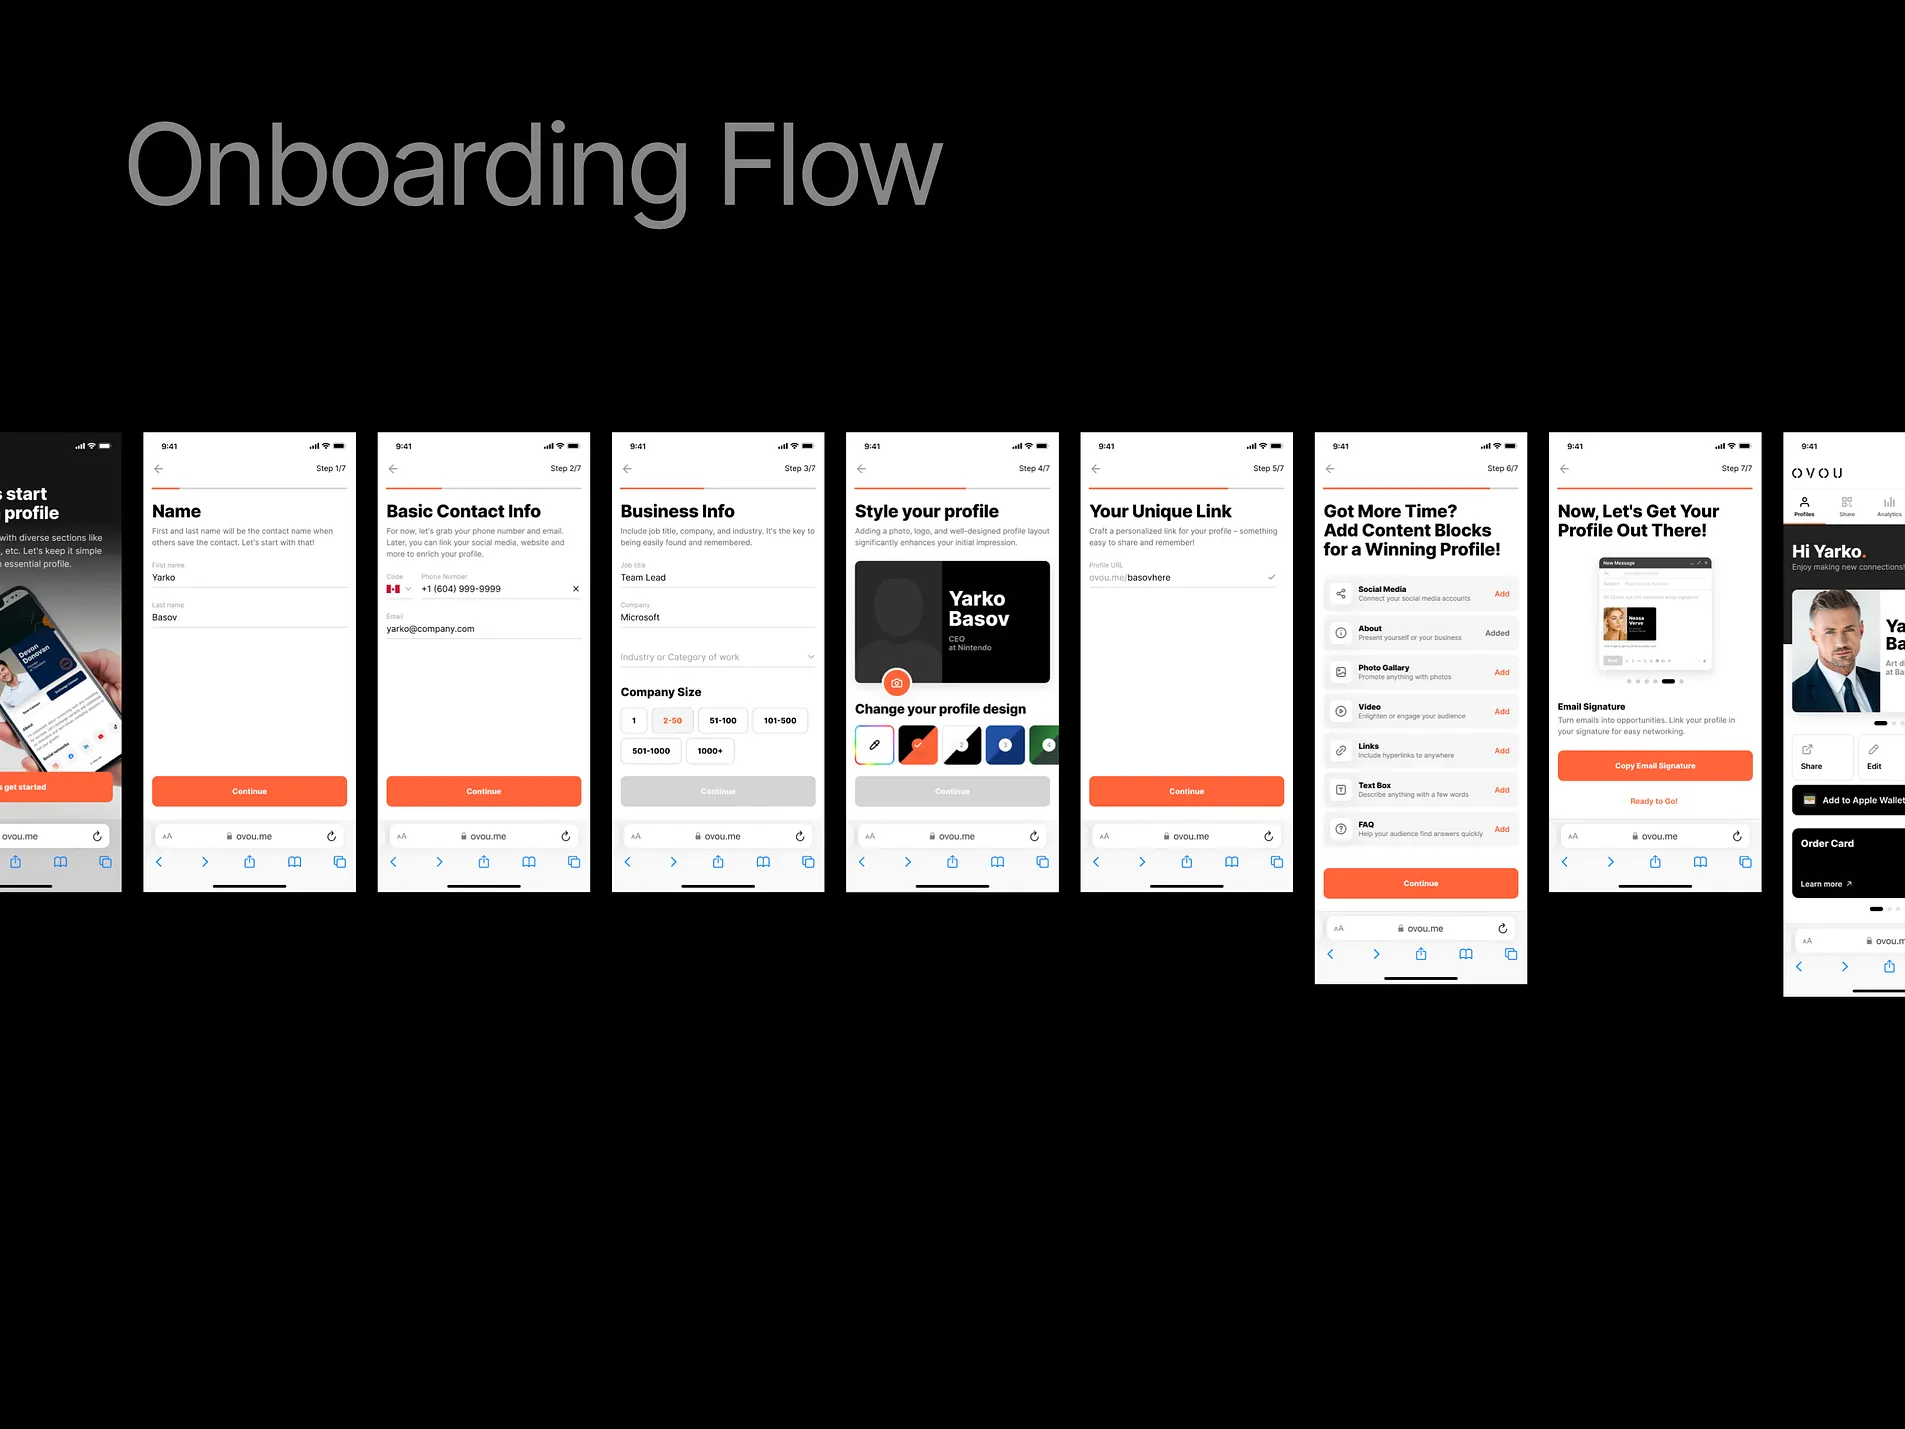 Onboarding Flow
s start
profile
with diverse sections like
, etc. Let's keep it simple
essential profile.
Devon
Donovan
Exchange Contact
Save Contact
About
Social networks
s get started
ovou.me
9:41
Step 1/7
Name
First and last name will be the contact name when
others save the contact. Let's start with that!
First name
Yarko
Last name
Basov
Continue
AA
ovou.me
9:41
Step 2/7
Basic Contact Info
For now, let's grab your phone number and email.
Later, you can link your social media, website and
more to enrich your profile.
Code
Phone Number
+1 (604) 999-9999
Email
yarko@company.com
Continue
AA
ovou.me
9:41
Step 3/7
Business Info
Include job title, company, and industry. It's the key to
being easily found and remembered.
Job title
Team Lead
Company
Microsoft
Industry or Category of work
Company Size
1
2-50
51-100
101-500
501-1000
1000+
Continue
AA
ovou.me
9:41
Step 4/7
Style your profile
Adding a photo, logo, and well-designed profile layout
significantly enhances your initial impression.
Yarko
Basov
CEO
at Nintendo
Change your profile design
2
3
4
Continue
AA
ovou.me
9:41
Step 5/7
Your Unique Link
Craft a personalized link for your profile – something
easy to share and remember!
Profile URL
ovou.me/basovhere
Continue
AA
ovou.me
9:41
Step 6/7
Got More Time?
Add Content Blocks
for a Winning Profile!
Social Media
Connect your social media accounts
Add
About
Present yourself or your business
Added
Photo Gallary
Promote anything with photos
Add
Video
Enlighten or engage your audience
Add
Links
Include hyperlinks to anywhere
Add
Text Box
Describe anything with a few words
Add
FAQ
Help your audience find answers quickly
Add
Continue
AA
ovou.me
9:41
Step 7/7
Now, Let's Get Your
Profile Out There!
New Message
Nessa
Verve
Email Signature
Turn emails into opportunities. Link your profile in
your signature for easy networking.
Copy Email Signature
Ready to Go!
AA
ovou.me
9:41
OVOU
Profiles
Share
Analytics
Hi Yarko.
Enjoy making new connections!
Ya
Ba
Art di
at Ba
Share
Edit
Add to Apple Wallet
Order Card
Learn more
AA
ovou.m